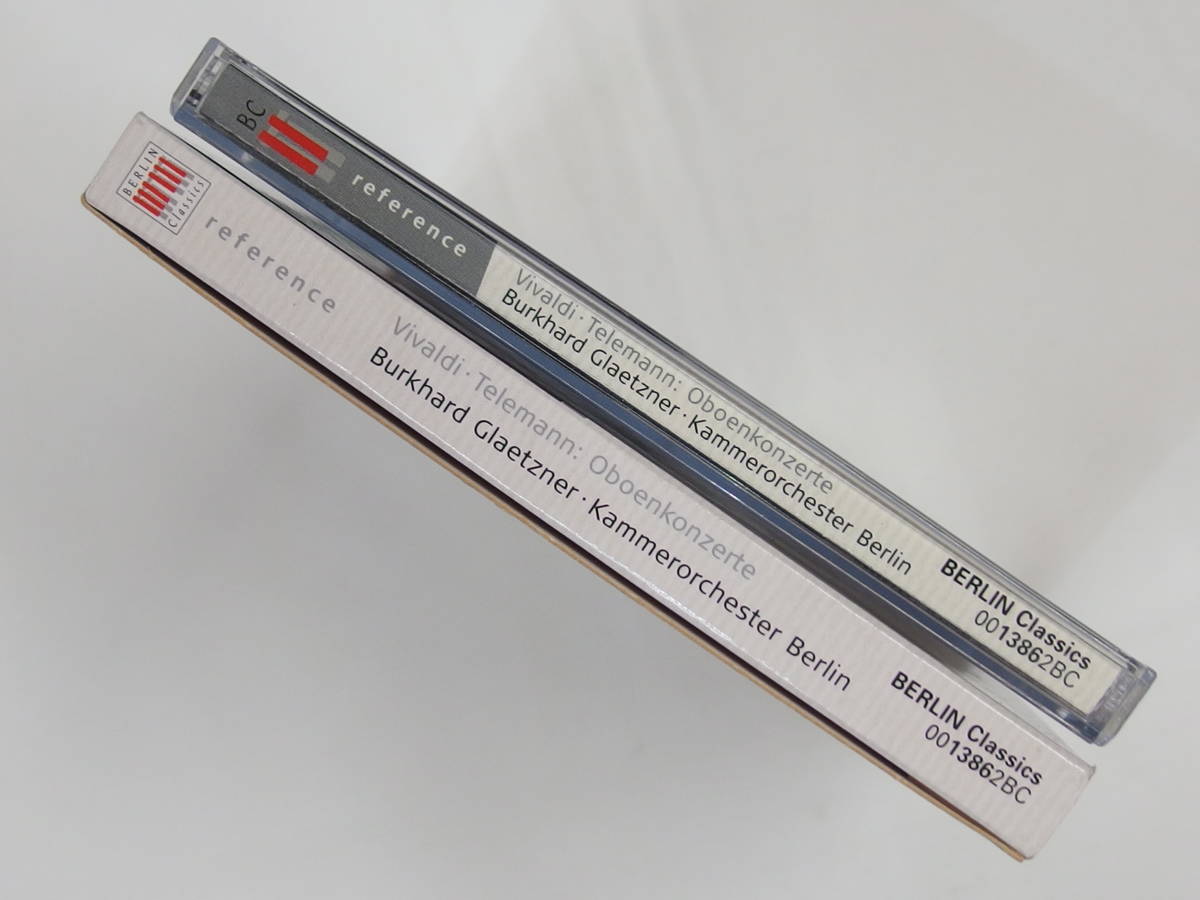 BC
reference
Vivaldi · Telemann: Oboenkonzerte
Burkhard Glaetzner · Kammerorchester Berlin
BERLIN Classics
0013862BC
BERLIN
Classics
reference
Vivaldi · Telemann: Oboenkonzerte
Burkhard Glaetzner · Kammerorchester Berlin
BERLIN Classics
0013862BC